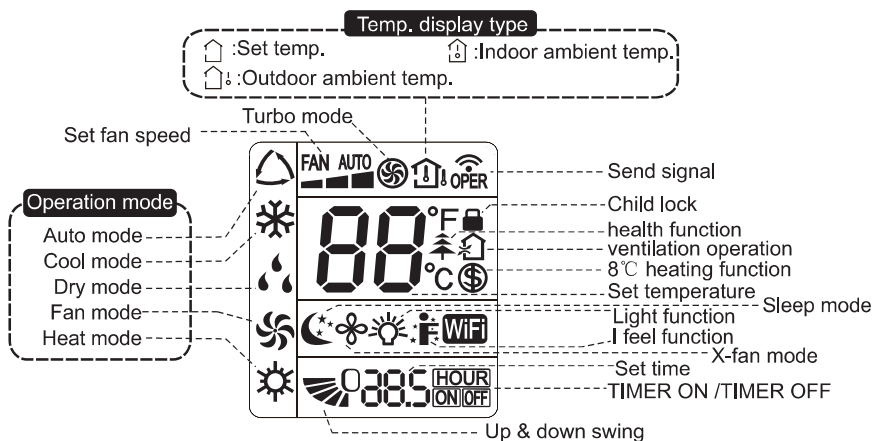 Temp. display type
:Set temp.
:Indoor ambient temp.
:Outdoor ambient temp.
Turbo mode
Set fan speed
FAN AUTO
OPER
Send signal
Operation mode
Auto mode
Cool mode
Dry mode
Fan mode
Heat mode
88
°F
°C
Child lock
health function
ventilation operation
8℃ heating function
Set temperature
Sleep mode
Light function
I feel function
X-fan mode
WiFi
Set time
TIMER ON /TIMER OFF
038.5
HOUR
ON OFF
Up & down swing